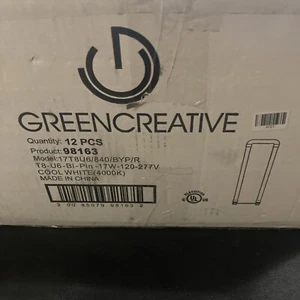 GREENCREATIVE
Quantity: 12 PCS
Product: 98163
Model: 17T8U6/840/BYP/R
T8-U6-BI-Pin-17W-120-277V
COOL WHITE(4000K)
MADE IN CHINA
UL